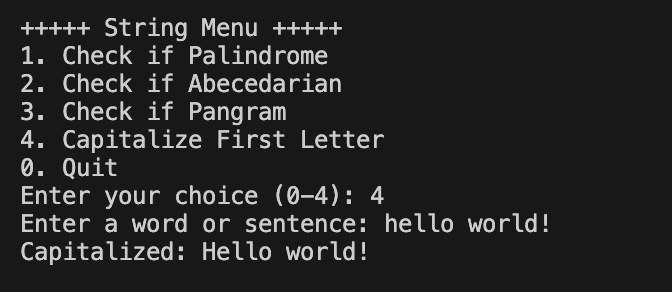 +++++ String Menu +++++
1. Check if Palindrome
2. Check if Abecedarian
3. Check if Pangram
4. Capitalize First Letter
0. Quit
Enter your choice (0-4): 4
Enter a word or sentence: hello world!
Capitalized: Hello world!